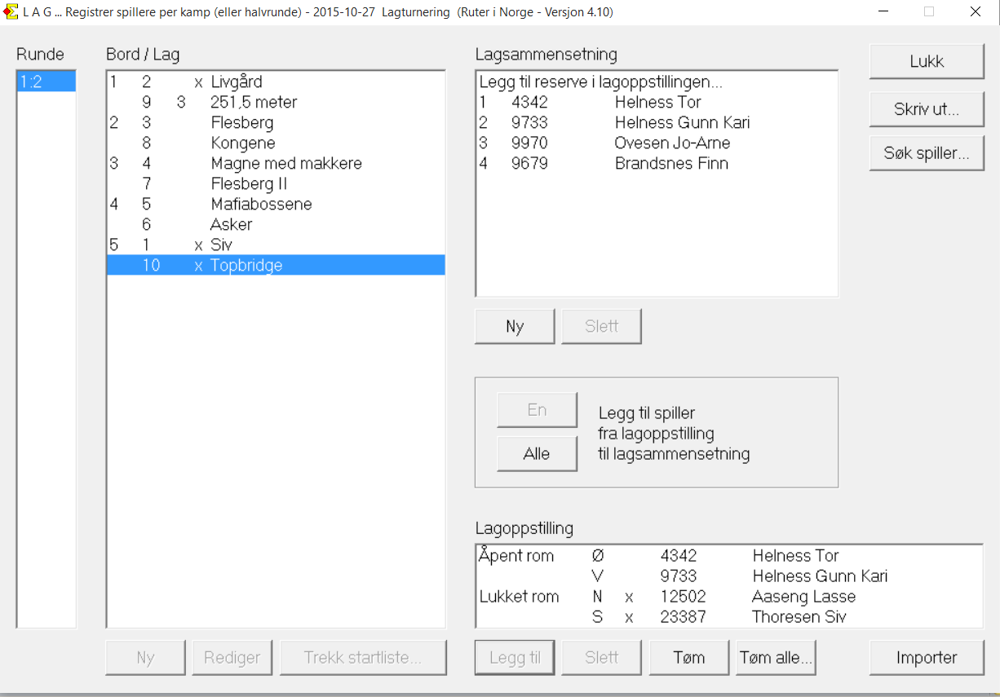 L A G ... Registrer spillere per kamp (eller halvrunde) - 2015-10-27 Lagturnering (Ruter i Norge - Versjon 4.10)
Runde
1:2
Bord / Lag
1 2 x Livgård
9 3 251,5 meter
2 3 Flesberg
8 Kongene
3 4 Magne med makkere
7 Flesberg II
4 5 Mafiabossene
6 Asker
5 1 x Siv
10 x Topbridge
Ny Rediger Trekk startliste...
Lagsammensetning
Legg til reserve i lagoppstillingen...
1 4342 Helness Tor
2 9733 Helness Gunn Kari
3 9970 Ovesen Jo-Arne
4 9679 Brandsnes Finn
Ny Slett
En
Alle
Legg til spiller
fra lagoppstilling
til lagsammensetning
Lagoppstilling
Åpent rom Ø 4342 Helness Tor
V 9733 Helness Gunn Kari
Lukket rom N x 12502 Aaseng Lasse
S x 23387 Thoresen Siv
Legg til Slett Tøm Tøm alle... Importer
Lukk
Skriv ut...
Søk spiller...